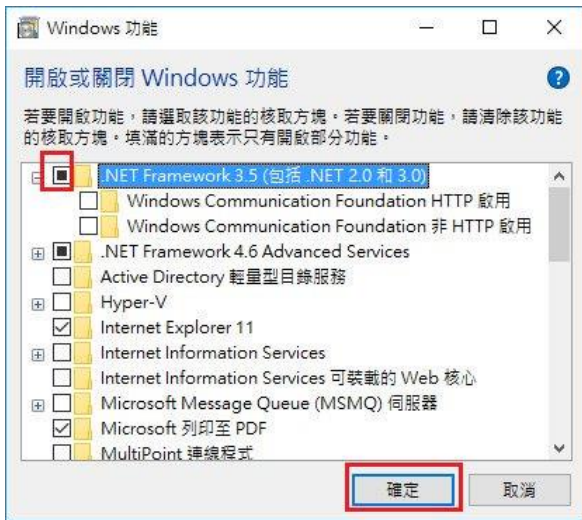 Windows 功能
開啟或關閉 Windows 功能
若要開啟功能，請選取該功能的核取方塊。若要關閉功能，請清除該功能
的核取方塊。填滿的方塊表示只有開啟部分功能。
.NET Framework 3.5 (包括 .NET 2.0 和 3.0)
Windows Communication Foundation HTTP 啟用
Windows Communication Foundation 非 HTTP 啟用
.NET Framework 4.6 Advanced Services
Active Directory 輕量型目錄服務
Hyper-V
Internet Explorer 11
Internet Information Services
Internet Information Services 可裝載的 Web 核心
Microsoft Message Queue (MSMQ) 伺服器
Microsoft 列印至 PDF
MultiPoint 連線程式
確定 取消